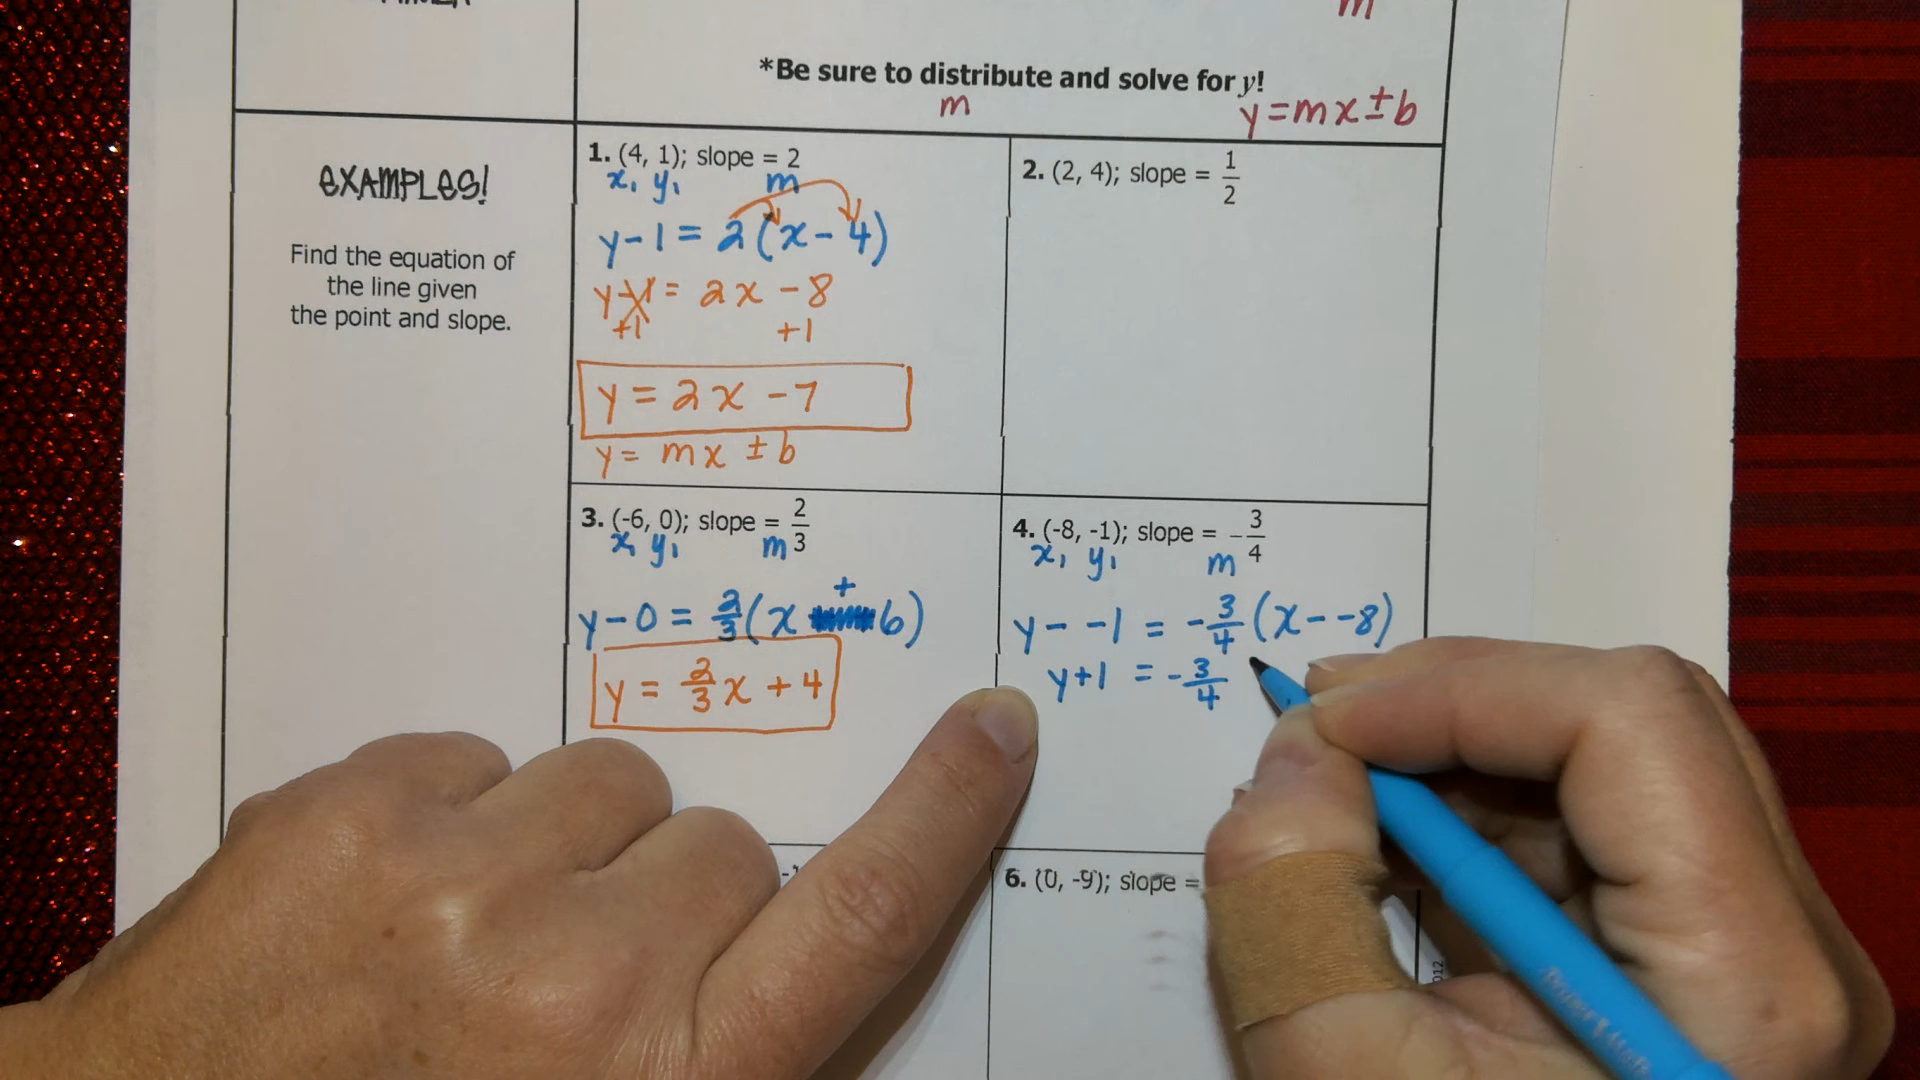 m
*Be sure to distribute and solve for y!
m
y = mx ± b
EXAMPLES!
Find the equation of
the line given
the point and slope.
1. (4, 1); slope = 2
x₁ y₁ m
y - 1 = 2(x - 4)
y - 1 = 2x - 8
+1 +1
y = 2x - 7
y = mx ± b
2. (2, 4); slope = 1/2
3. (-6, 0); slope = 2/3
x₁ y₁ m
+
y - 0 = 2/3(x 6)
y = 2/3x + 4
4. (-8, -1); slope = -3/4
x₁ y₁ m
y - -1 = -3/4(x - -8)
y + 1 = -3/4
6. (0, -9); slope =